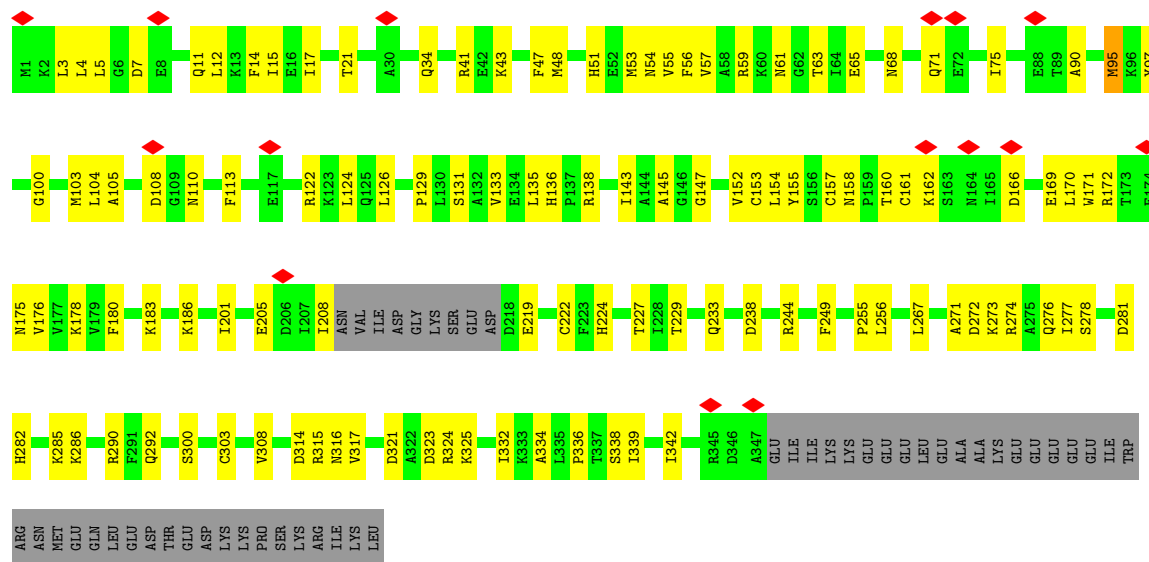 M1 K2 L3 L4 L5 G6 D7 E8 Q11 L12 K13 F14 I15 E16 I17 T21 A30 Q34 R41 E42 K43 F47 M48 H51 E52 M53 N54 V55 F56 V57 A58 R59 K60 N61 G62 T63 I64 E65 N68 Q71 E72 I75 E88 T89 A90 M95 K96
G100 M103 L104 A105 D108 G109 N110 F113 E117 R122 K123 L124 Q125 L126 P129 L130 S131 A132 V133 E134 L135 H136 P137 R138 I143 A144 A145 G146 G147 V152 C153 L154 Y155 S156 C157 N158 P159 T160 C161 K162 S163 N164 I165 D166 E169 L170 W171 R172 T173
N175 V176 V177 K178 V179 F180 K183 K186 I201 E205 D206 I207 I208 ASN VAL ILE ASP GLY LYS SER GLU ASP D218 E219 C222 F223 H224 T227 I228 T229 Q233 D238 R244 F249 P255 L256 L267 A271 D272 K273 R274 A275 Q276 I277 S278 D281
H282 K285 K286 R290 F291 Q292 S300 C303 V308 D314 R315 N316 V317 D321 A322 D323 R324 K325 I332 K333 A334 L335 P336 T337 S338 I339 I342 R345 D346 A347 GLU ILE ILE LYS LYS GLU GLU GLU LEU GLU ALA ALA LYS GLU GLU GLU GLU GLU ILE TRP
ARG ASN MET GLU GLN LEU GLU ASP THR GLU ASP LYS LYS PRO SER LYS ARG ILE LYS LEU